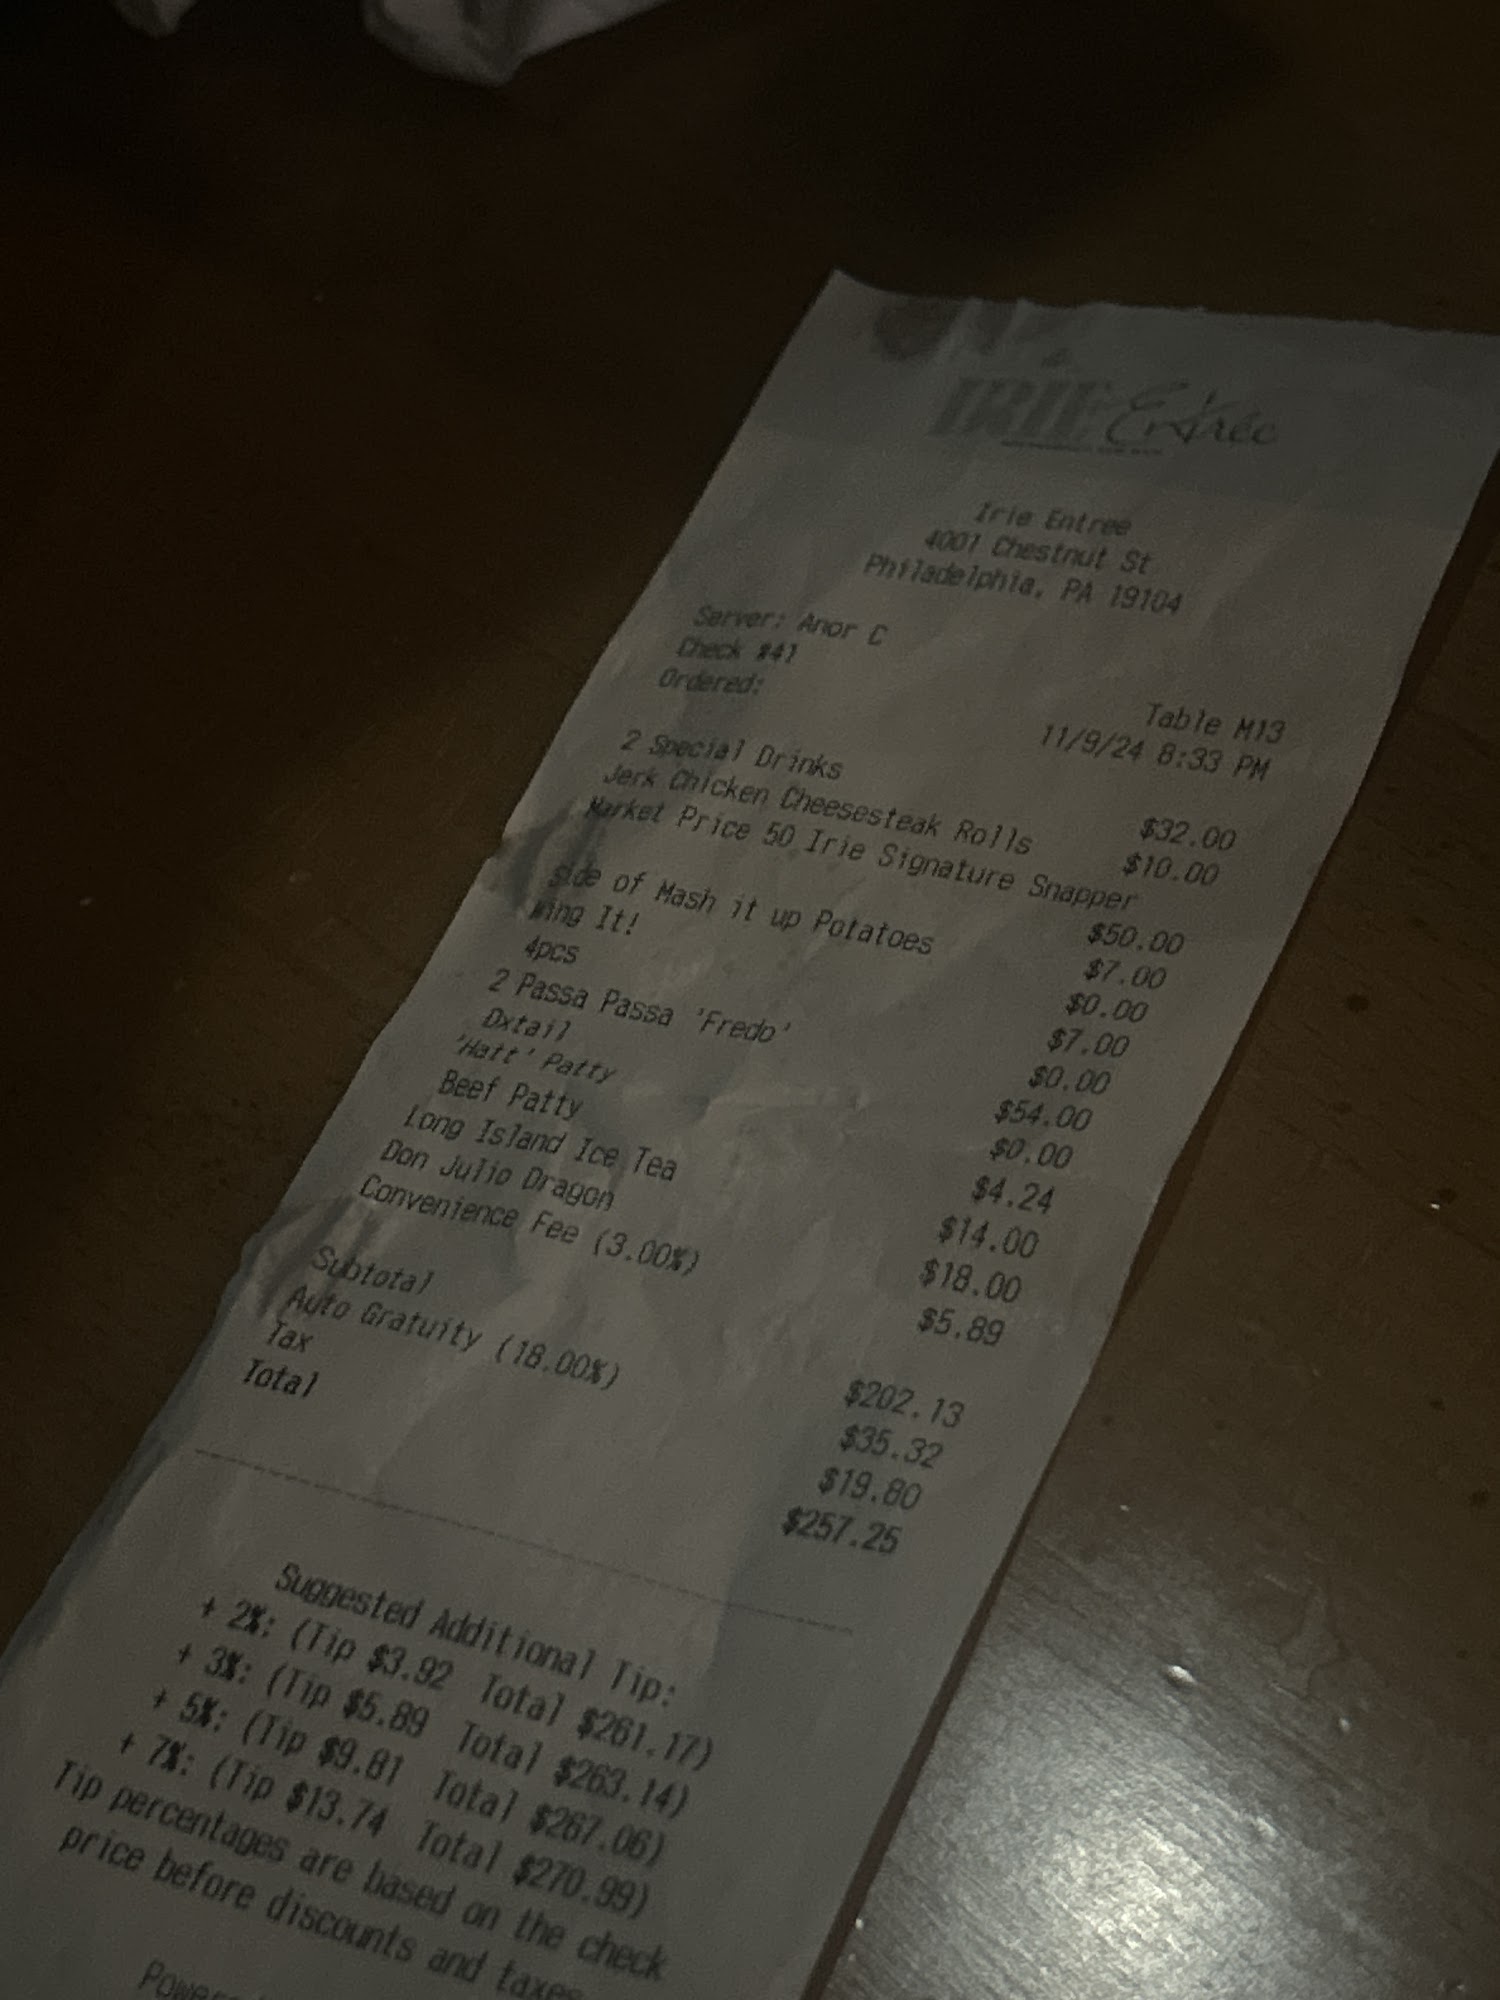 IRIE Entrée
Irie Entree
4001 Chestnut St
Philadelphia, PA 19104
Server: Anor C
Check #41
Table M13
Ordered:
11/9/24 8:33 PM
2 Special Drinks $32.00
Jerk Chicken Cheesesteak Rolls $10.00
Market Price 50 Irie Signature Snapper
$50.00
side of Mash it up Potatoes $7.00
Wing It! $0.00
4pcs $7.00
2 Passa Passa 'Fredo' $0.00
Oxtail $54.00
'Hatt' Patty $0.00
Beef Patty $4.24
Long Island Ice Tea $14.00
Don Julio Dragon $18.00
Convenience Fee (3.00%) $5.89
Subtotal $202.13
Auto Gratuity (18.00%) $35.32
Tax $19.80
Total $257.25
Suggested Additional Tip:
+ 2%: (Tip $3.92 Total $261.17)
+ 3%: (Tip $5.89 Total $263.14)
+ 5%: (Tip $9.81 Total $267.06)
+ 7%: (Tip $13.74 Total $270.99)
Tip percentages are based on the check
price before discounts and taxes